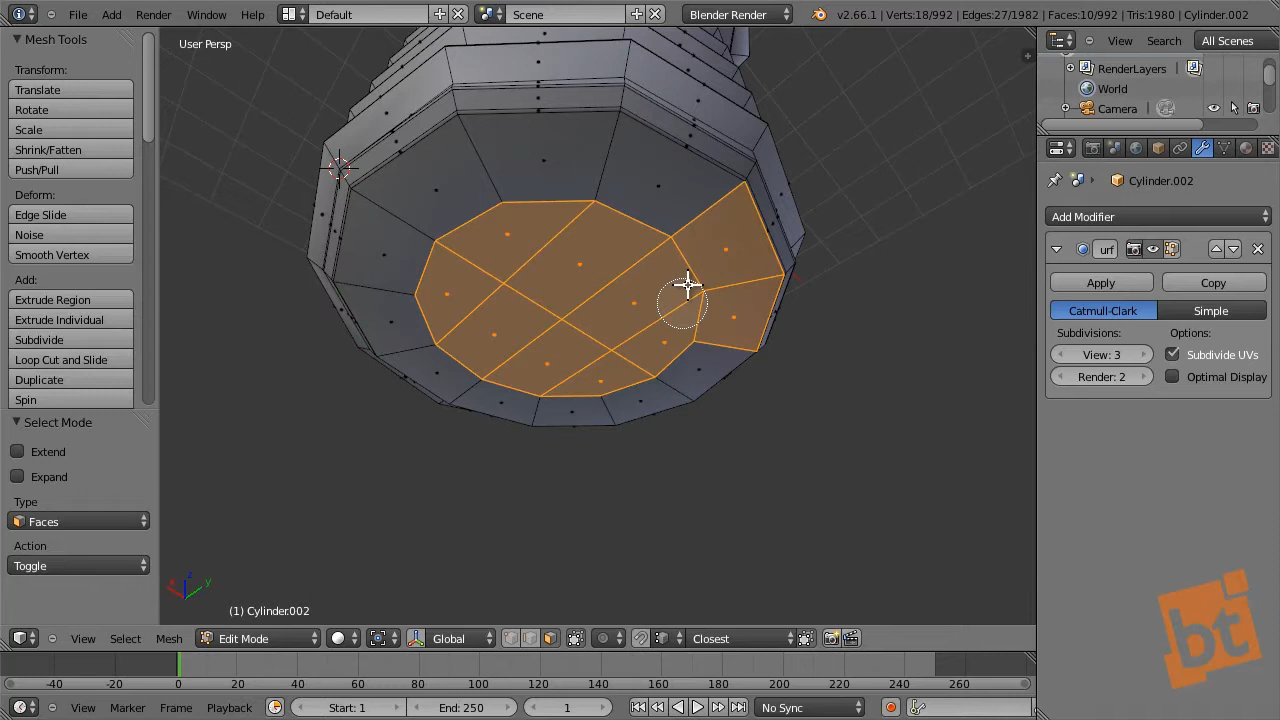 File Add Render Window Help Default Scene Blender Render v2.66.1 | Verts:18/992 | Edges:27/1982 | Faces:10/992 | Tris:1980 | Cylinder.002
Mesh Tools
Transform:
Translate
Rotate
Scale
Shrink/Fatten
Push/Pull
Deform:
Edge Slide
Noise
Smooth Vertex
Add:
Extrude Region
Extrude Individual
Subdivide
Loop Cut and Slide
Duplicate
Spin
Select Mode
Extend
Expand
Type
Faces
Action
Toggle
User Persp
x z y
(1) Cylinder.002
View Search All Scenes
RenderLayers
World
Camera
Cylinder.002
Add Modifier
urf
Apply Copy
Catmull-Clark Simple
Subdivisions: Options:
View: 3 Subdivide UVs
Render: 2 Optimal Display
View Select Mesh Edit Mode Global Closest
-40 -20 0 20 40 60 80 100 120 140 160 180 200 220 240 260
View Marker Frame Playback Start: 1 End: 250 1 No Sync
bt